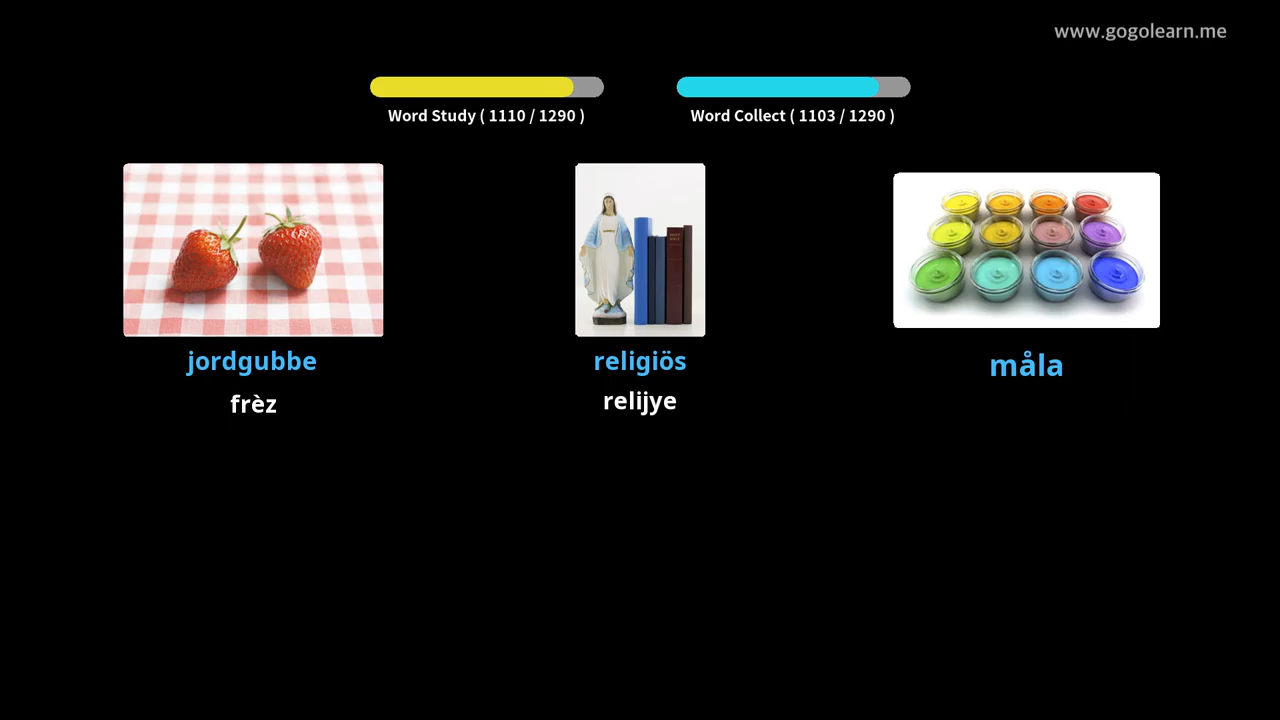 www.gogolearn.me
Word Study ( 1110 / 1290 )
Word Collect ( 1103 / 1290 )
jordgubbe
frèz
religiös
relijye
måla